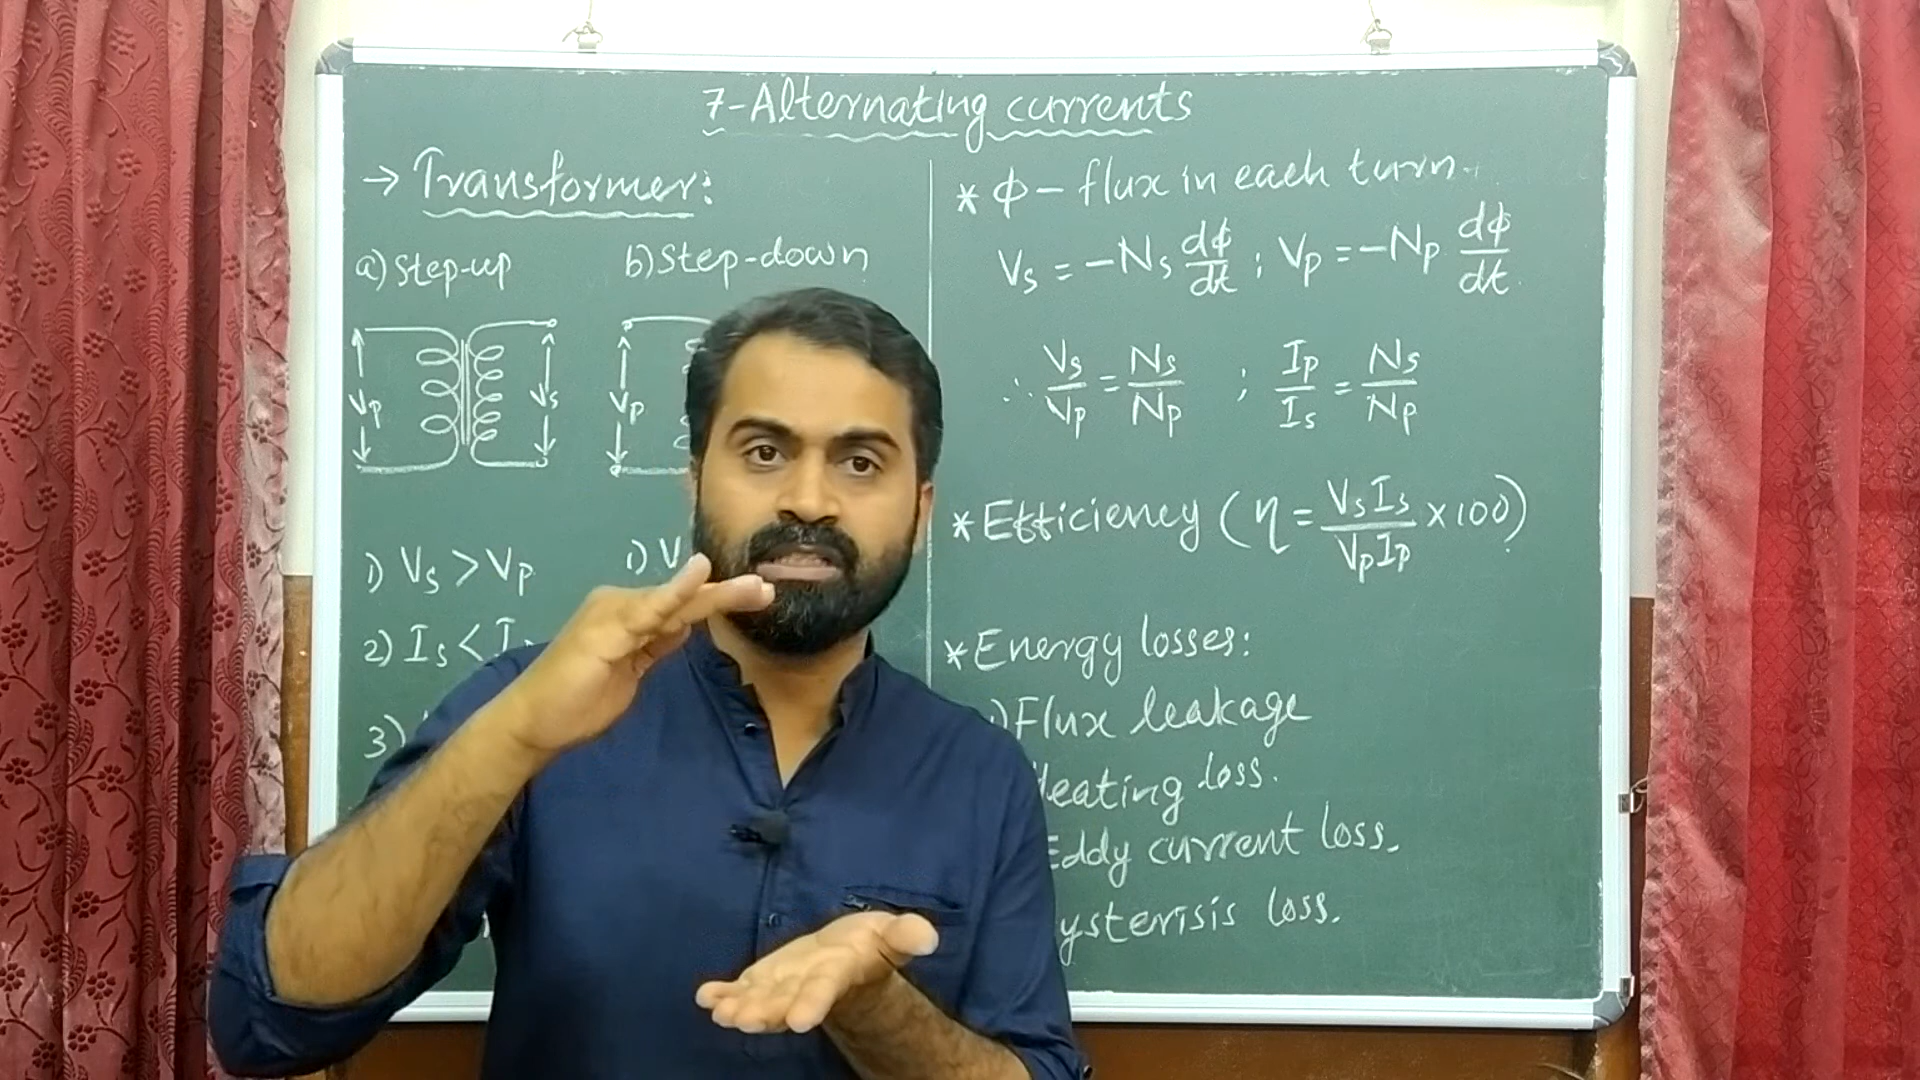 7-Alternating currents
→ Transformer:
a) Step-up
b) Step-down
Vp
Vs
Vp
1) Vs > Vp
1) V
2) Is < I
3)
* ϕ - flux in each turn.
Vs = -Ns dϕ/dt ; Vp = -Np dϕ/dt.
∴ Vs/Vp = Ns/Np ; Ip/Is = Ns/Np
* Efficiency (η = VsIs/VpIp × 100)
* Energy losses:
) Flux leakage
eating loss.
Eddy current loss.
ysterisis loss.